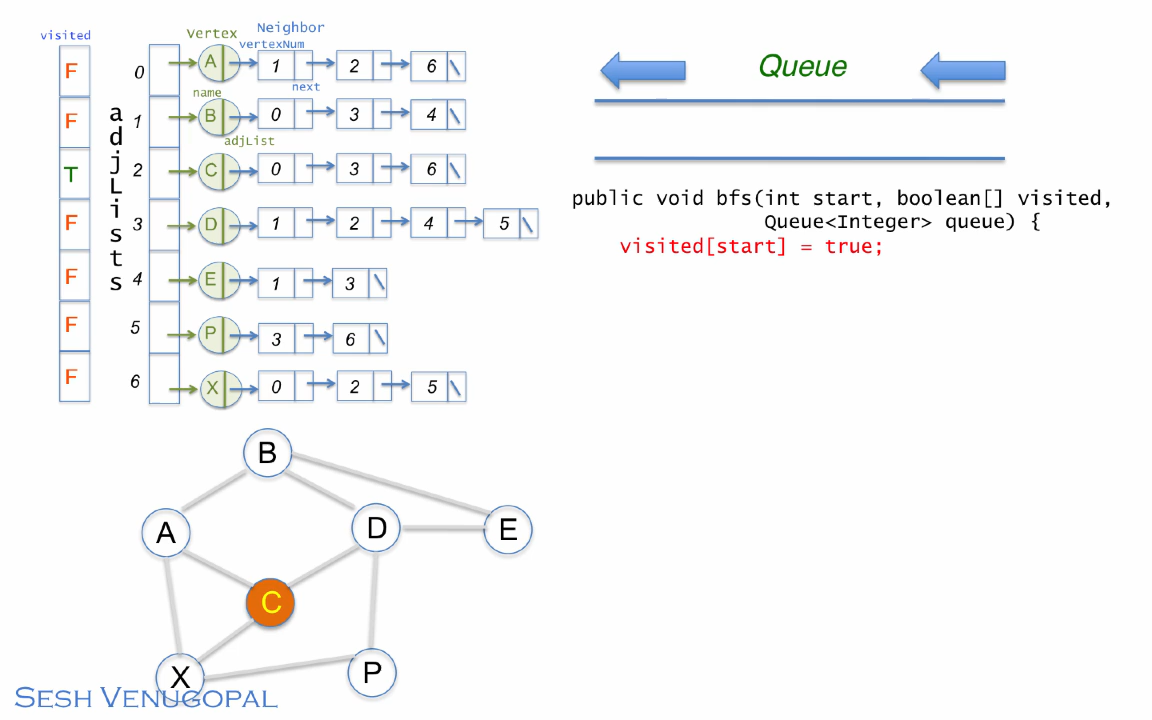 visited
Vertex
Neighbor
vertexNum
F 0 A 1 2 6
name
next
F 1 B 0 3 4
adjList
T 2 C 0 3 6
F 3 D 1 2 4 5
F 4 E 1 3
F 5 P 3 6
F 6 X 0 2 5
adjLists
Queue
public void bfs(int start, boolean[] visited,
Queue<Integer> queue) {
visited[start] = true;
B
A
D
E
C
X
P
Sesh Venugopal